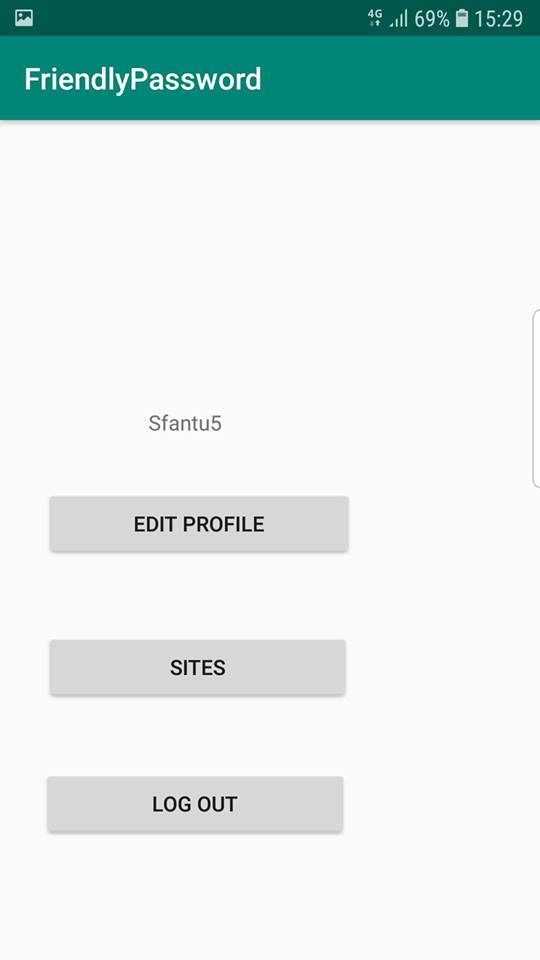 4G 69% 15:29
FriendlyPassword
Sfantu5
EDIT PROFILE
SITES
LOG OUT